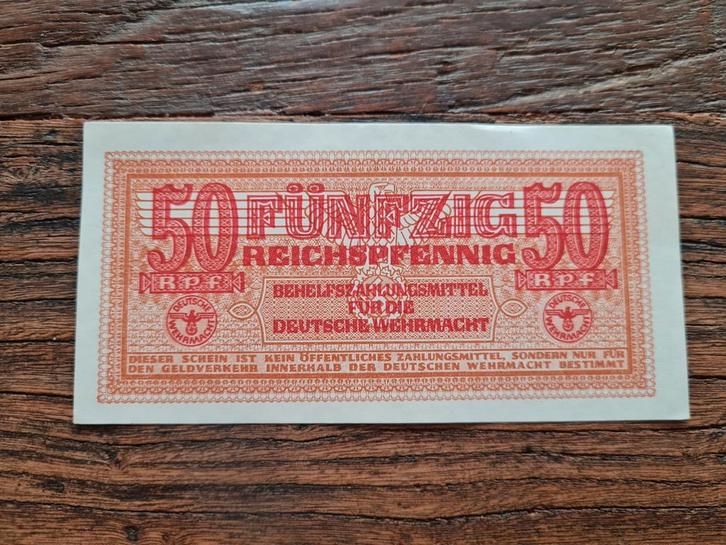 50 FÜNFZIG 50
REICHSPFENNIG
R.P.f. R.P.f.
BEHELFSZAHLUNGSMITTEL
FÜR DIE
DEUTSCHE WEHRMACHT
DEUTSCHE WEHRMACHT
DEUTSCHE WEHRMACHT
DIESER SCHEIN IST KEIN ÖFFENTLICHES ZAHLUNGSMITTEL, SONDERN NUR FÜR
DEN GELDVERKEHR INNERHALB DER DEUTSCHEN WEHRMACHT BESTIMMT